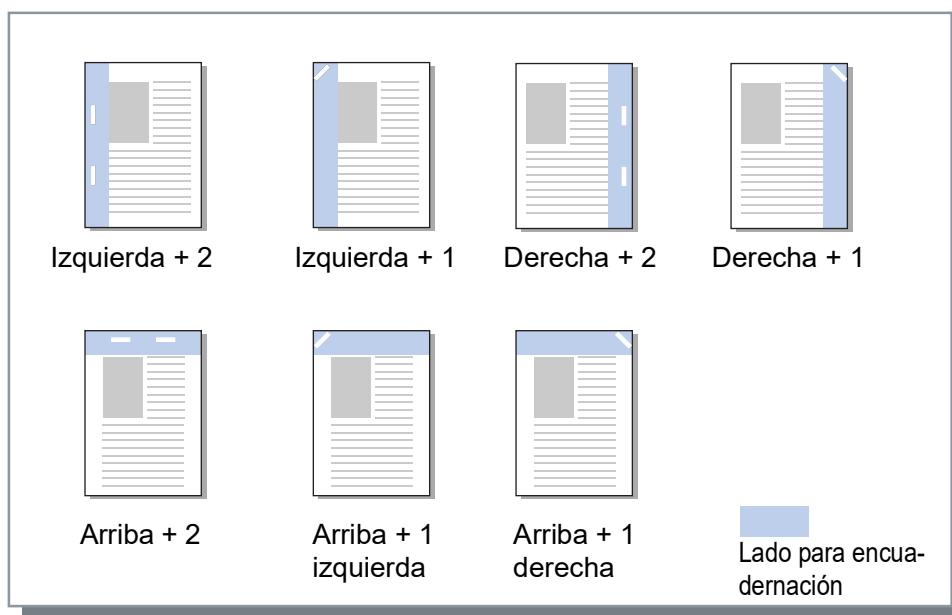 Izquierda + 2
Izquierda + 1
Derecha + 2
Derecha + 1
Arriba + 2
Arriba + 1
izquierda
Arriba + 1
derecha
Lado para encua-
dernación